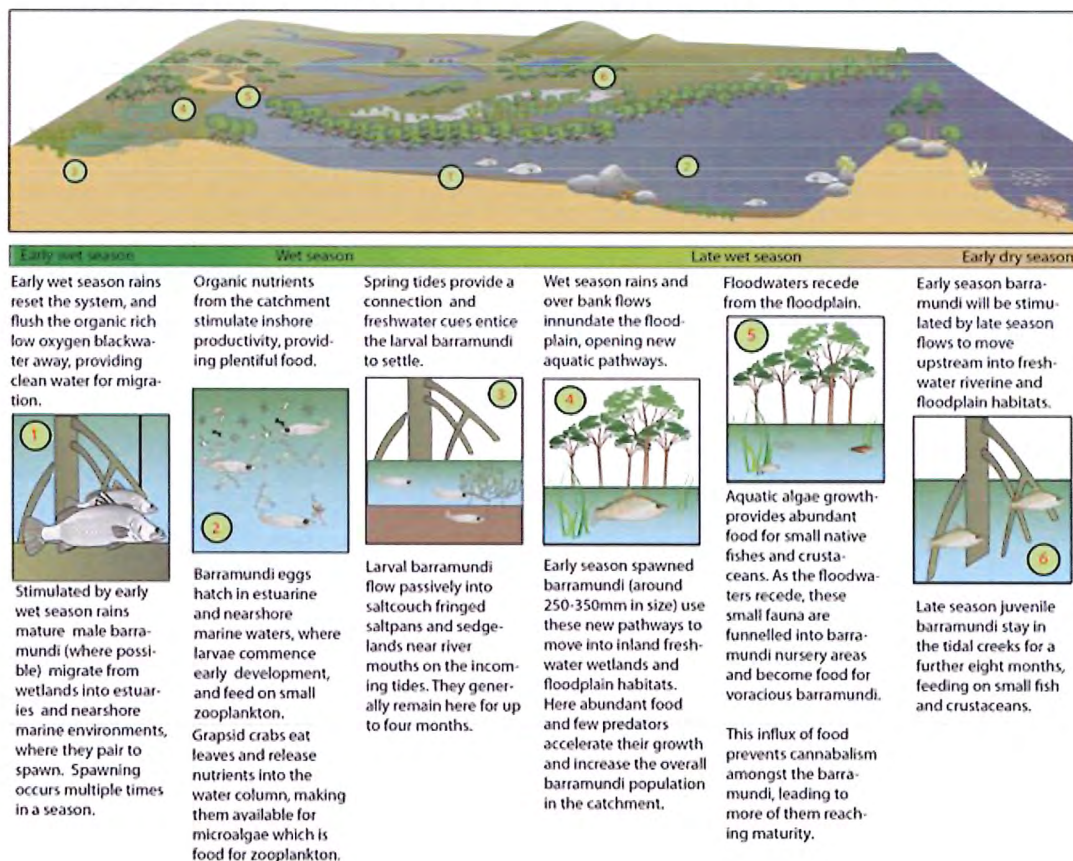 4
5
6
3
1
2
Early wet season
Wet season
Late wet season
Early dry season
Early wet season rains
reset the system, and
flush the organic rich
low oxygen blackwa-
ter away, providing
clean water for migra-
tion.
1
Stimulated by early
wet season rains
mature male barra-
mundi (where possi-
ble) migrate from
wetlands into estuar-
ies and nearshore
marine environments,
where they pair to
spawn. Spawning
occurs multiple times
in a season.
Organic nutrients
from the catchment
stimulate inshore
productivity, provid-
ing plentiful food.
2
Barramundi eggs
hatch in estuarine
and nearshore
marine waters, where
larvae commence
early development,
and feed on small
zooplankton.
Grapsid crabs eat
leaves and release
nutrients into the
water column, making
them available for
microalgae which is
food for zooplankton.
Spring tides provide a
connection and
freshwater cues entice
the larval barramundi
to settle.
3
Larval barramundi
flow passively into
saltcouch fringed
saltpans and sedge-
lands near river
mouths on the incom-
ing tides. They gener-
ally remain here for up
to four months.
Wet season rains and
over bank flows
innundate the flood-
plain, opening new
aquatic pathways.
4
Early season spawned
barramundi (around
250-350mm in size) use
these new pathways to
move into inland fresh-
water wetlands and
floodplain habitats.
Here abundant food
and few predators
accelerate their growth
and increase the overall
barramundi population
in the catchment.
Floodwaters recede
from the floodplain.
5
Aquatic algae growth-
provides abundant
food for small native
fishes and crusta-
ceans. As the floodwa-
ters recede, these
small fauna are
funnelled into barra-
mundi nursery areas
and become food for
voracious barramundi.
This influx of food
prevents cannabalism
amongst the barra-
mundi, leading to
more of them reach-
ing maturity.
Early season barra-
mundi will be stimu-
lated by late season
flows to move
upstream into fresh-
water riverine and
floodplain habitats.
6
Late season juvenile
barramundi stay in
the tidal creeks for a
further eight months,
feeding on small fish
and crustaceans.